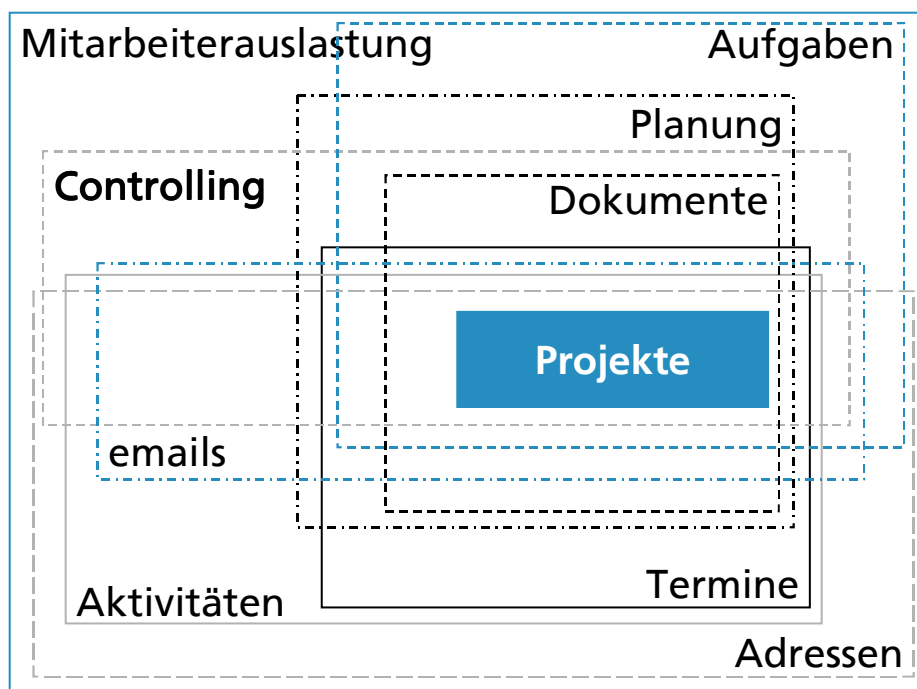 Mitarbeiterauslastung
Aufgaben
Planung
Controlling
Dokumente
Projekte
emails
Termine
Aktivitäten
Adressen